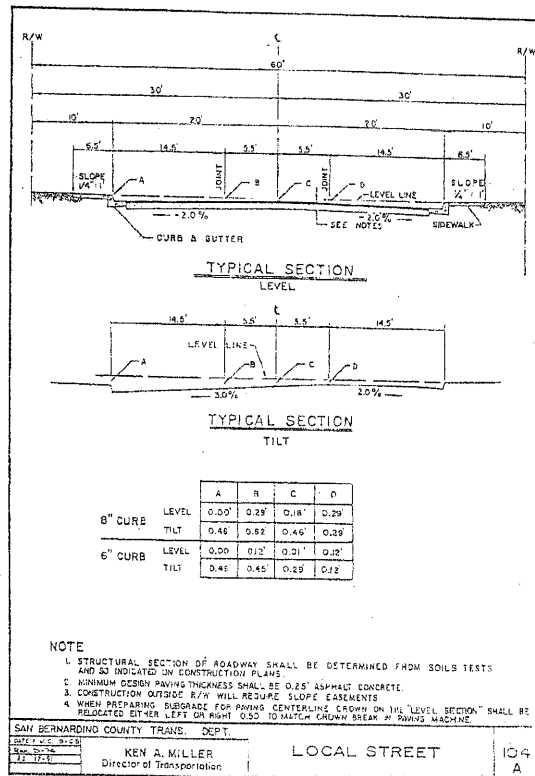 R/W
℄
R/W
60'
30'
30'
10'
20'
20'
10'
6.5'
14.5'
5.5'
5.5'
14.5'
6.5'
SLOPE
1/4" : 1'
A
JOINT
B
C
JOINT
D
LEVEL LINE
SLOPE
1/4" : 1'
-2.0%
SEE NOTES
-2.0%
SIDEWALK
CURB & GUTTER
TYPICAL SECTION
LEVEL
℄
14.5'
5.5'
5.5'
14.5'
LEVEL LINE
A
B
C
D
3.0%
2.0%
TYPICAL SECTION
TILT
A B C D
8" CURB LEVEL 0.00' 0.29' 0.18' 0.29'
TILT 0.46' 0.62' 0.46' 0.29'
6" CURB LEVEL 0.00 0.12' 0.01' 0.12'
TILT 0.45' 0.29' 0.12
NOTE
1. STRUCTURAL SECTION OF ROADWAY SHALL BE DETERMINED FROM SOILS TESTS
AND SO INDICATED ON CONSTRUCTION PLANS.
2. MINIMUM DESIGN PAVING THICKNESS SHALL BE 0.25' ASPHALT CONCRETE.
3. CONSTRUCTION OUTSIDE R/W WILL REQUIRE SLOPE EASEMENTS
4. WHEN PREPARING SUBGRADE FOR PAVING CENTERLINE CROWN ON THE "LEVEL SECTION" SHALL BE
RELOCATED EITHER LEFT OR RIGHT 0.50 TO MATCH CROWN BREAK IN PAVING MACHINE.
SAN BERNARDINO COUNTY TRANS. DEPT.
KEN A. MILLER
Director of Transportation
LOCAL STREET
104
A